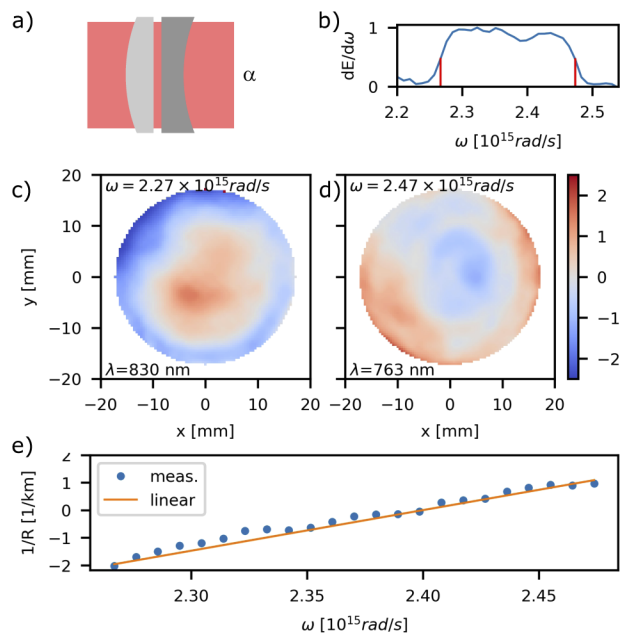 a)
α
b)
dE/dω
1
0
2.2 2.3 2.4 2.5
ω [10¹⁵rad/s]
c)
ω = 2.27 × 10¹⁵rad/s
λ=830 nm
y [mm]
20
10
0
−10
−20
−20 −10 0 10 20
x [mm]
d)
ω = 2.47 × 10¹⁵rad/s
λ=763 nm
−20 −10 0 10 20
x [mm]
2
1
0
−1
−2
e)
1/R [1/km]
2
1
0
−1
−2
meas.
linear
2.30 2.35 2.40 2.45
ω [10¹⁵rad/s]